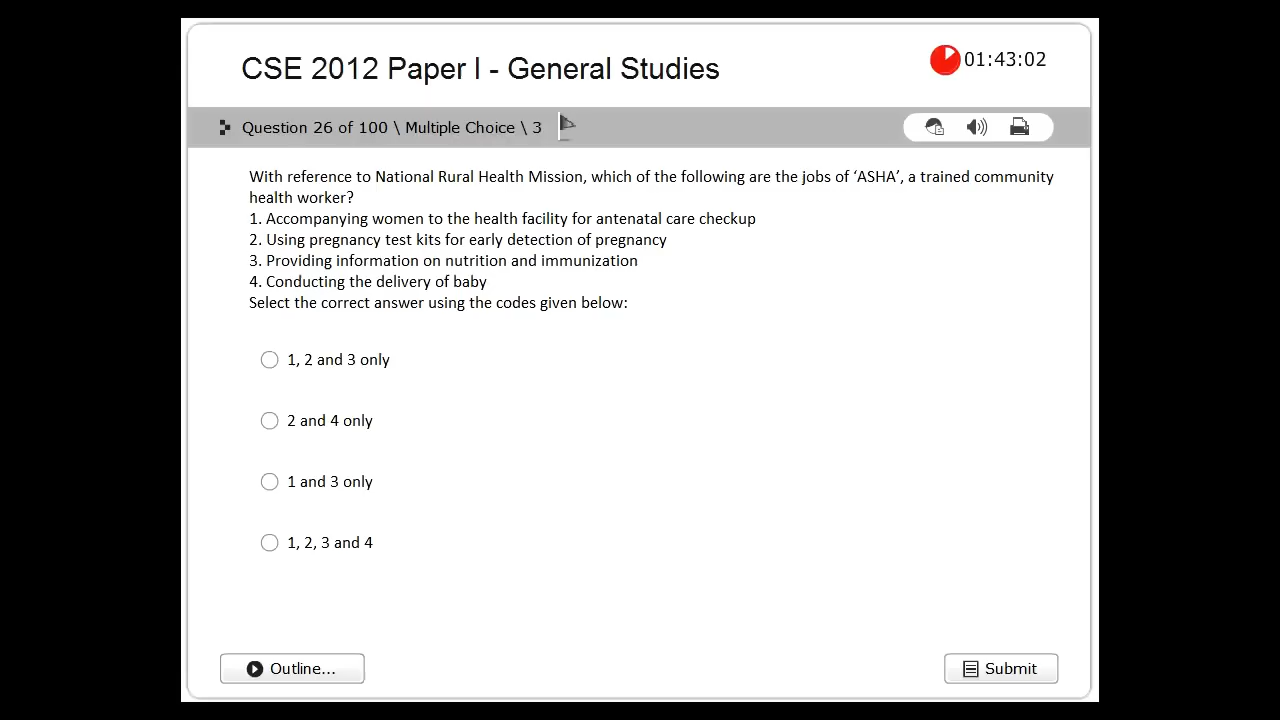 CSE 2012 Paper I - General Studies
01:43:02
Question 26 of 100 \ Multiple Choice \ 3
With reference to National Rural Health Mission, which of the following are the jobs of ‘ASHA’, a trained community
health worker?
1. Accompanying women to the health facility for antenatal care checkup
2. Using pregnancy test kits for early detection of pregnancy
3. Providing information on nutrition and immunization
4. Conducting the delivery of baby
Select the correct answer using the codes given below:
1, 2 and 3 only
2 and 4 only
1 and 3 only
1, 2, 3 and 4
Outline...
Submit